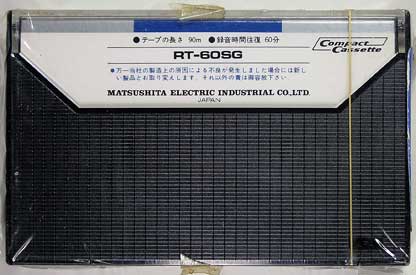 ●テープの長さ 90m ●録音時間往復 60分
Compact Cassette
RT-60SG
●万一当社の製造上の原因による不良が発生しました場合には新し
い製品とお取り変えします。それ以外の責は御容赦下さい。
MATSUSHITA ELECTRIC INDUSTRIAL CO.,LTD.
JAPAN